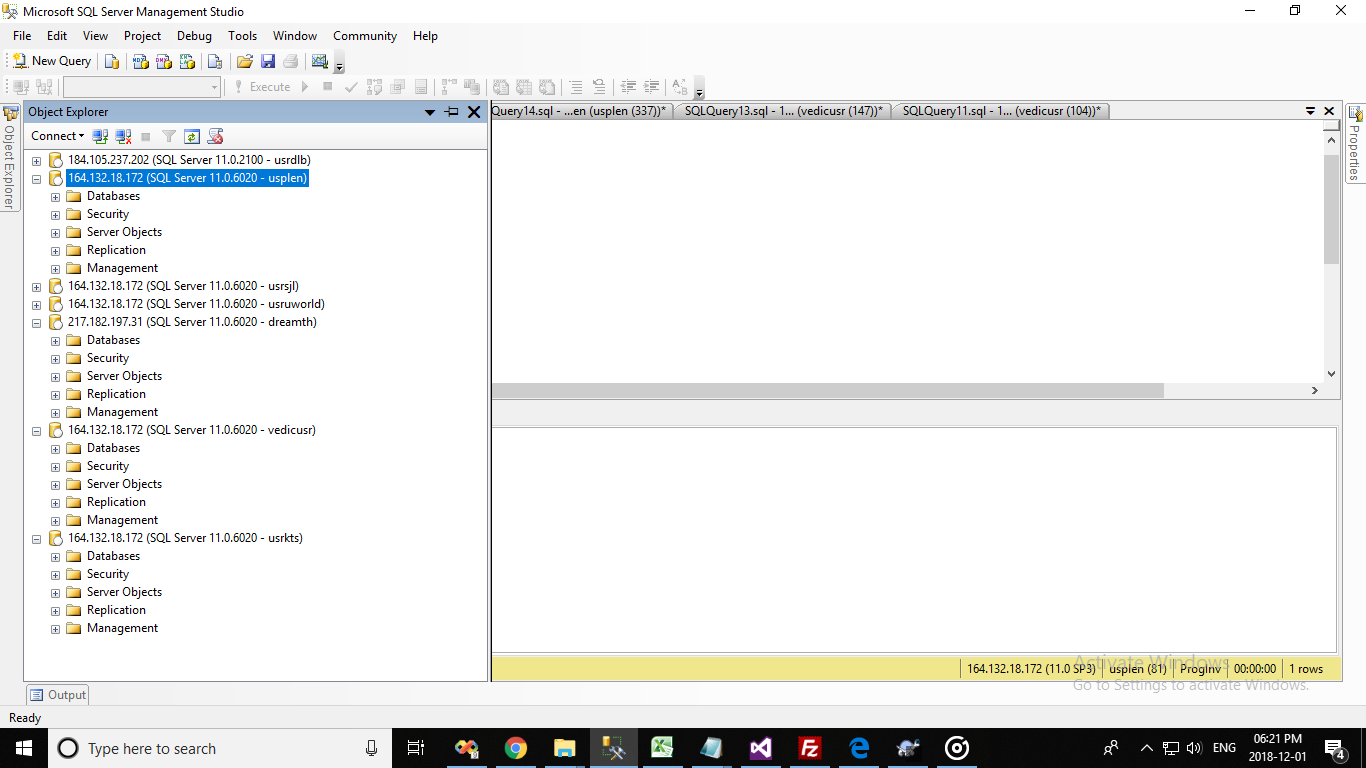 Microsoft SQL Server Management Studio
File Edit View Project Debug Tools Window Community Help
New Query
Execute
Object Explorer
Query14.sql - ...en (usplen (337))* SQLQuery13.sql - 1... (vedicusr (147))* SQLQuery11.sql - 1... (vedicusr (104))*
Object Explorer
Properties
Connect
184.105.237.202 (SQL Server 11.0.2100 - usrdlb)
164.132.18.172 (SQL Server 11.0.6020 - usplen)
Databases
Security
Server Objects
Replication
Management
164.132.18.172 (SQL Server 11.0.6020 - usrsjl)
164.132.18.172 (SQL Server 11.0.6020 - usruworld)
217.182.197.31 (SQL Server 11.0.6020 - dreamth)
Databases
Security
Server Objects
Replication
Management
164.132.18.172 (SQL Server 11.0.6020 - vedicusr)
Databases
Security
Server Objects
Replication
Management
164.132.18.172 (SQL Server 11.0.6020 - usrkts)
Databases
Security
Server Objects
Replication
Management
164.132.18.172 (11.0 SP3) usplen (81) ProgInv 00:00:00 1 rows
Activate Windows
Go to Settings to activate Windows.
Output
Ready
Type here to search
ENG
06:21 PM
2018-12-01
4